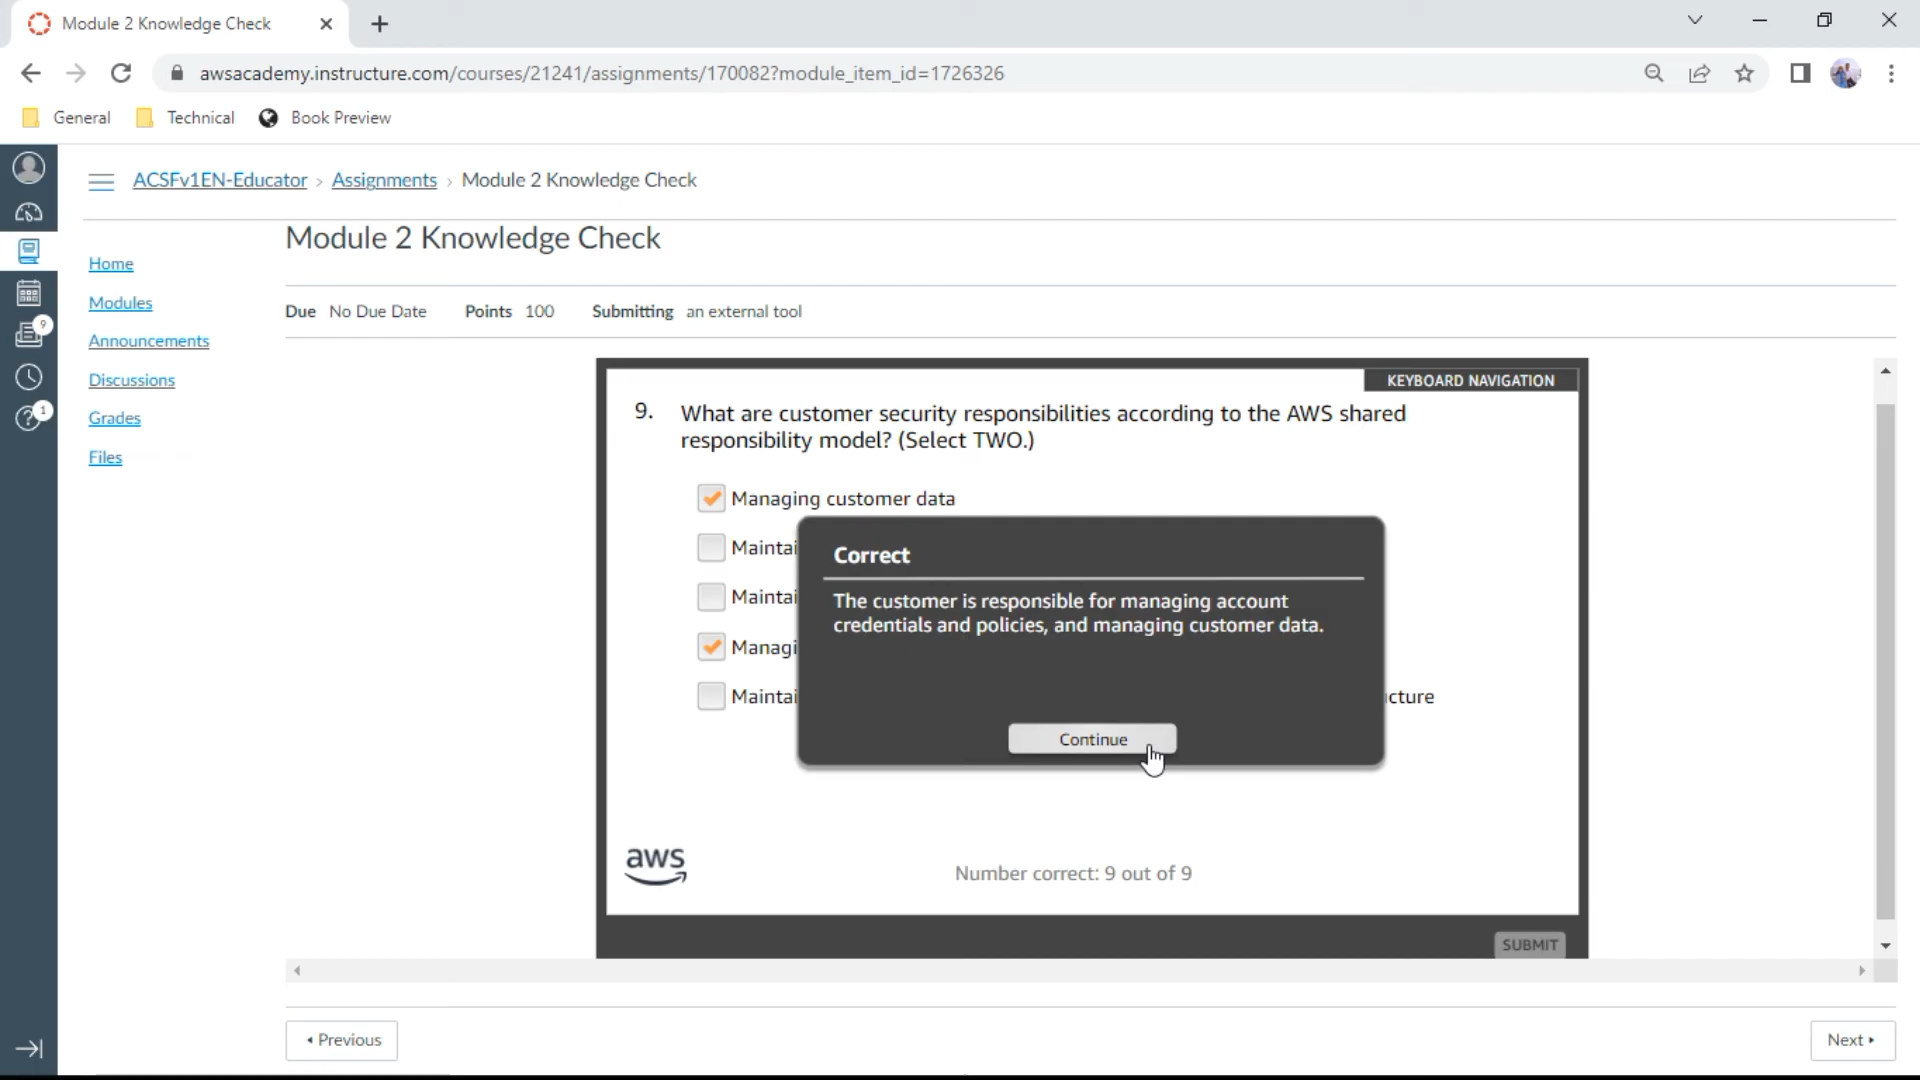 Module 2 Knowledge Check
awsacademy.instructure.com/courses/21241/assignments/170082?module_item_id=1726326
General Technical Book Preview
ACSFv1EN-Educator › Assignments › Module 2 Knowledge Check
Module 2 Knowledge Check
Home
Modules
Announcements
Discussions
Grades
Files
9
1
Due No Due Date Points 100 Submitting an external tool
KEYBOARD NAVIGATION
9. What are customer security responsibilities according to the AWS shared
responsibility model? (Select TWO.)
Managing customer data
Maintai
Maintai
Managi
Maintai
icture
Correct
The customer is responsible for managing account
credentials and policies, and managing customer data.
Continue
aws
Number correct: 9 out of 9
SUBMIT
Previous
Next